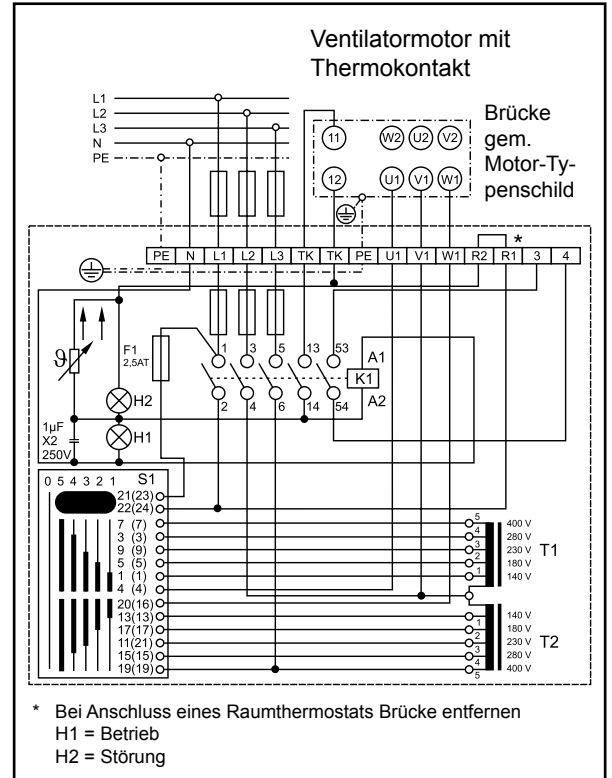 Ventilatormotor mit
Thermokontakt
L1
L2
L3
N
PE
11 W2 U2 V2
12 U1 V1 W1
Brücke
gem.
Motor-Ty-
penschild
*
PE N L1 L2 L3 TK TK PE U1 V1 W1 R2 R1 3 4
ϑ
F1
2,5AT
1 3 5 13 53
A1
K1
A2
2 4 6 14 54
H2
H1
1µF
X2
250V
0 5 4 3 2 1 S1
21(23)
22(24)
7 (7)
3 (3)
9 (9)
5 (5)
1 (1)
4 (4)
20(16)
13(13)
17(17)
11(21)
15(15)
19(19)
5 400 V
4 280 V
3 230 V
2 180 V
1 140 V
T1
140 V
1 180 V
2 230 V
3 280 V
4 400 V
5
T2
* Bei Anschluss eines Raumthermostats Brücke entfernen
H1 = Betrieb
H2 = Störung